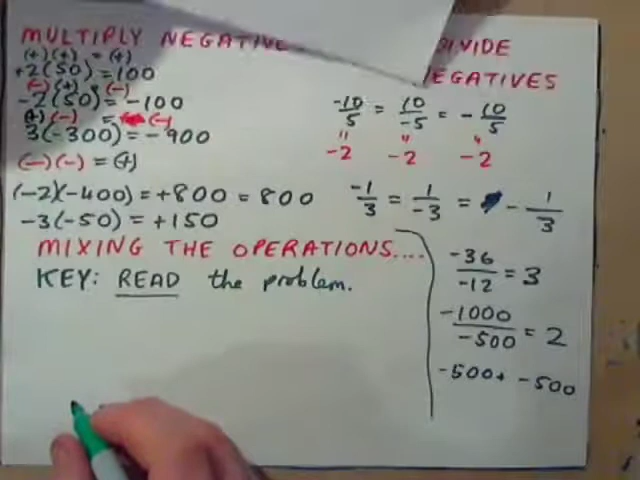 MULTIPLY NEGATIVE
(+)(+) = (+)
+2(50) = 100
(-)(+) = (-)
-2(50) = -100
(+)(-) = (-)
3(-300) = -900
(-)(-) = (+)
(-2)(-400) = +800 = 800
-3(-50) = +150
MIXING THE OPERATIONS....
KEY: READ the problem.
DIVIDE
NEGATIVES
-10/5 = 10/-5 = - 10/5
" " "
-2 -2 -2
-1/3 = 1/-3 = - 1/3
-36/-12 = 3
-1000/-500 = 2
-500+ -500